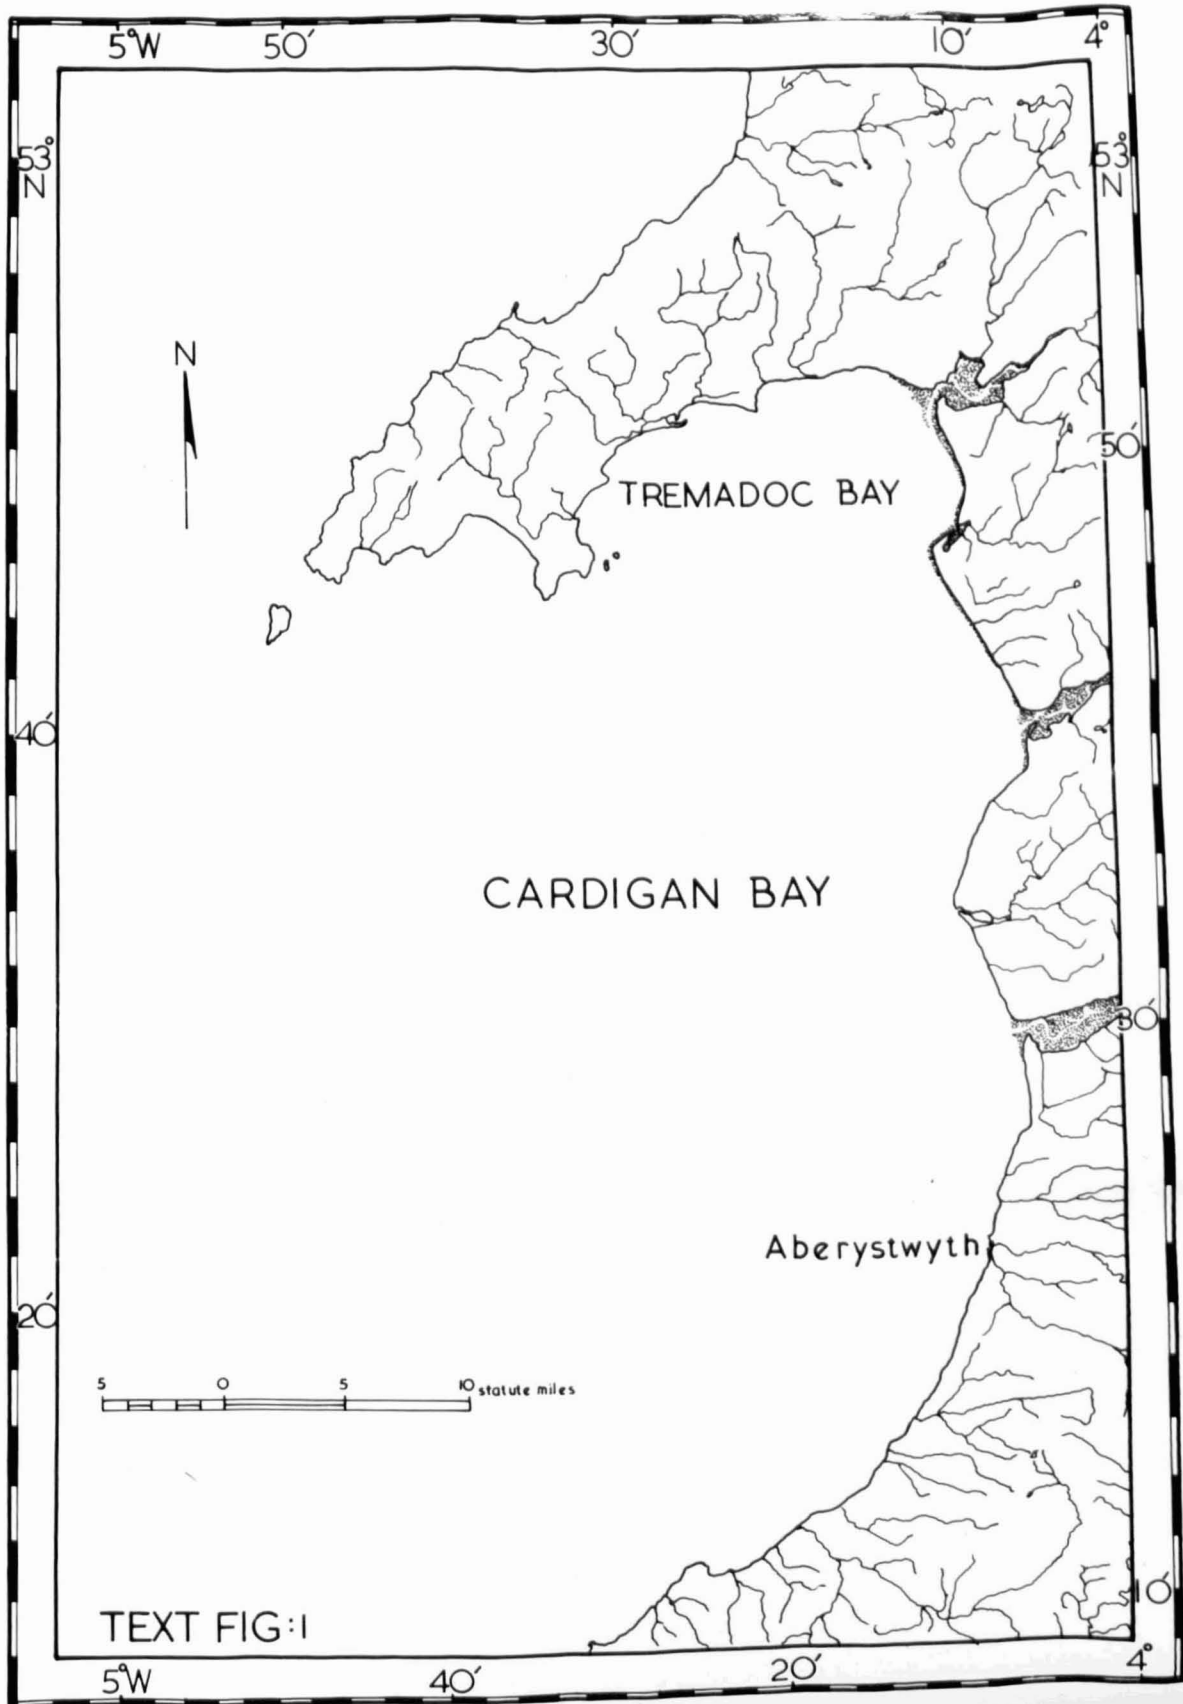 5°W 50′ 30′ 10′ 4°
53° N
53° N
N
50′
TREMADOC BAY
40′
CARDIGAN BAY
30′
Aberystwyth
20′
5 0 5 10 statute miles
10′
TEXT FIG:1
5°W 40′ 20′ 4°